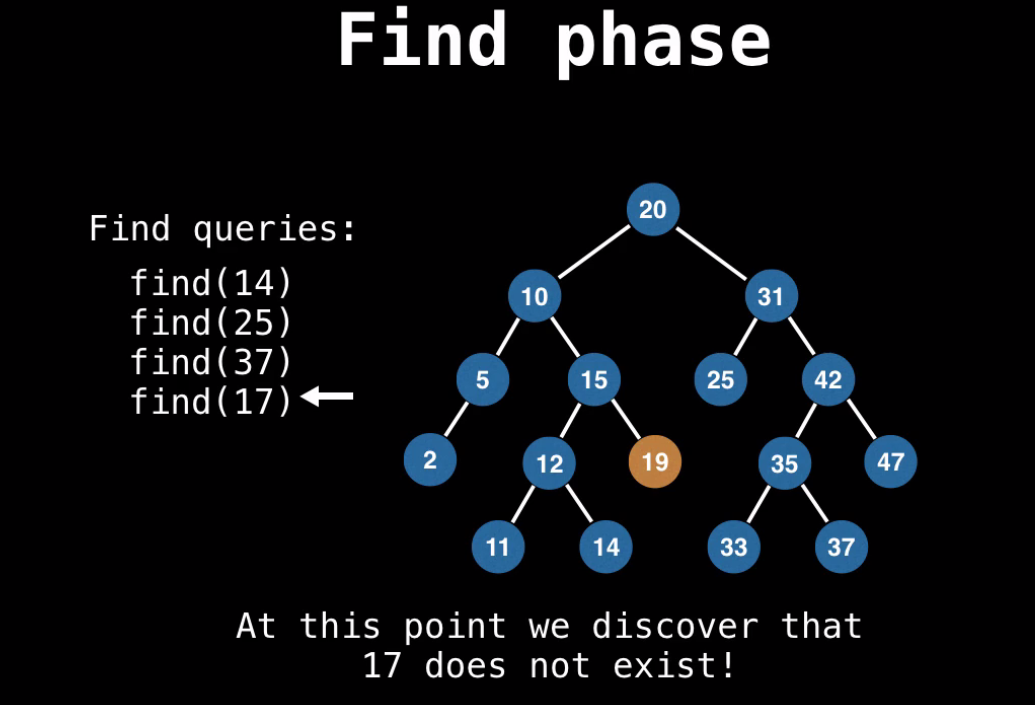 Find phase
Find queries:
find(14)
find(25)
find(37)
find(17)
20
10
31
5
15
25
42
2
12
19
35
47
11
14
33
37
At this point we discover that
17 does not exist!